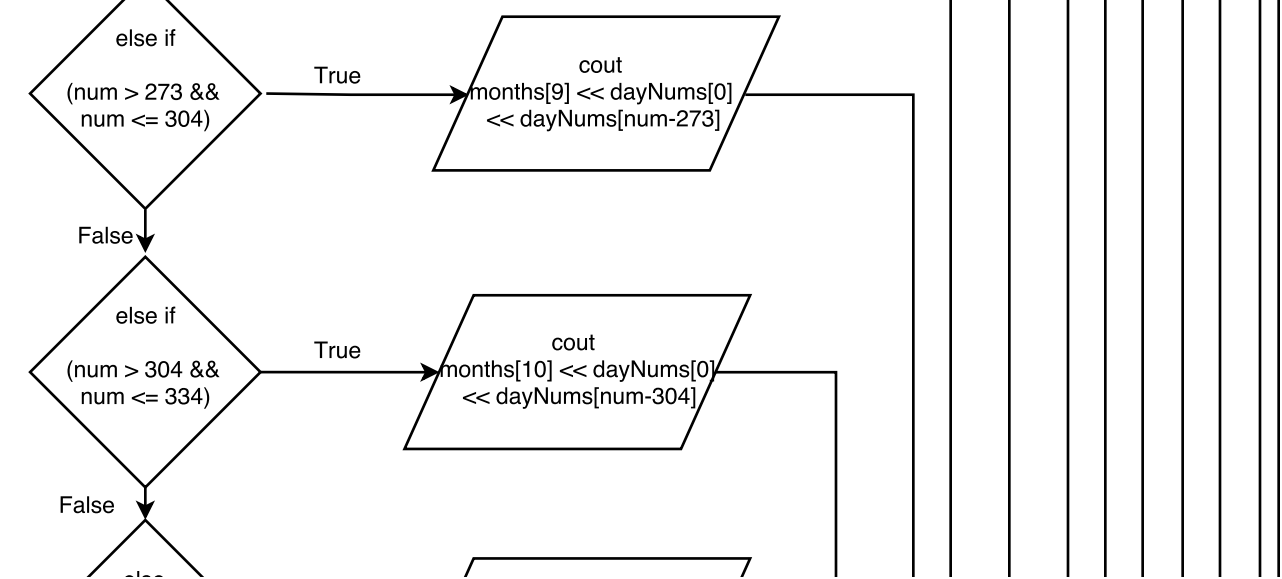 else if
(num > 273 &&
num <= 304)
True
cout
months[9] << dayNums[0]
<< dayNums[num-273]
False
else if
(num > 304 &&
num <= 334)
True
cout
months[10] << dayNums[0]
<< dayNums[num-304]
False
else